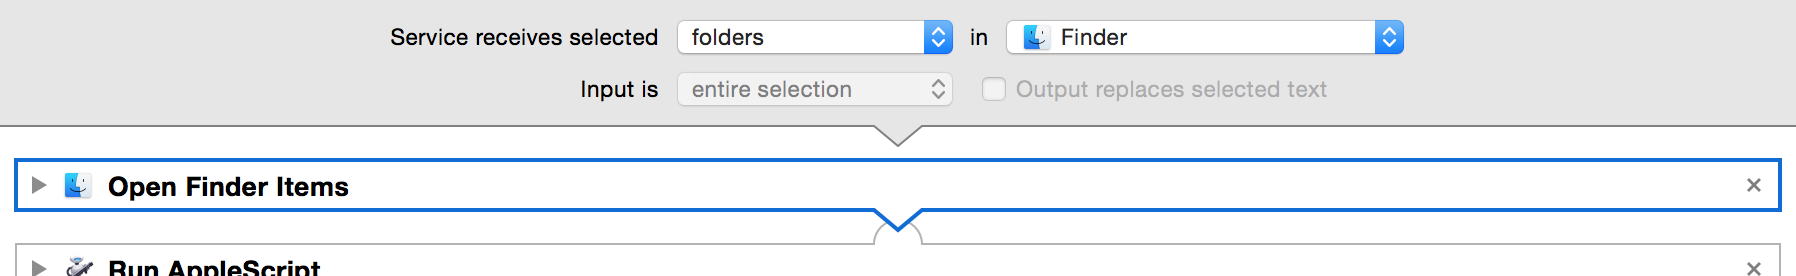 Service receives selected folders in Finder
Input is entire selection Output replaces selected text
Open Finder Items
Run AppleScript